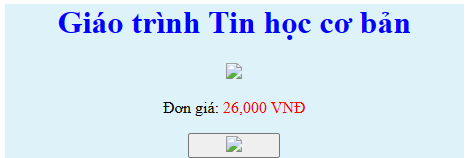 Giáo trình Tin học cơ bản
Đơn giá: 26,000 VNĐ